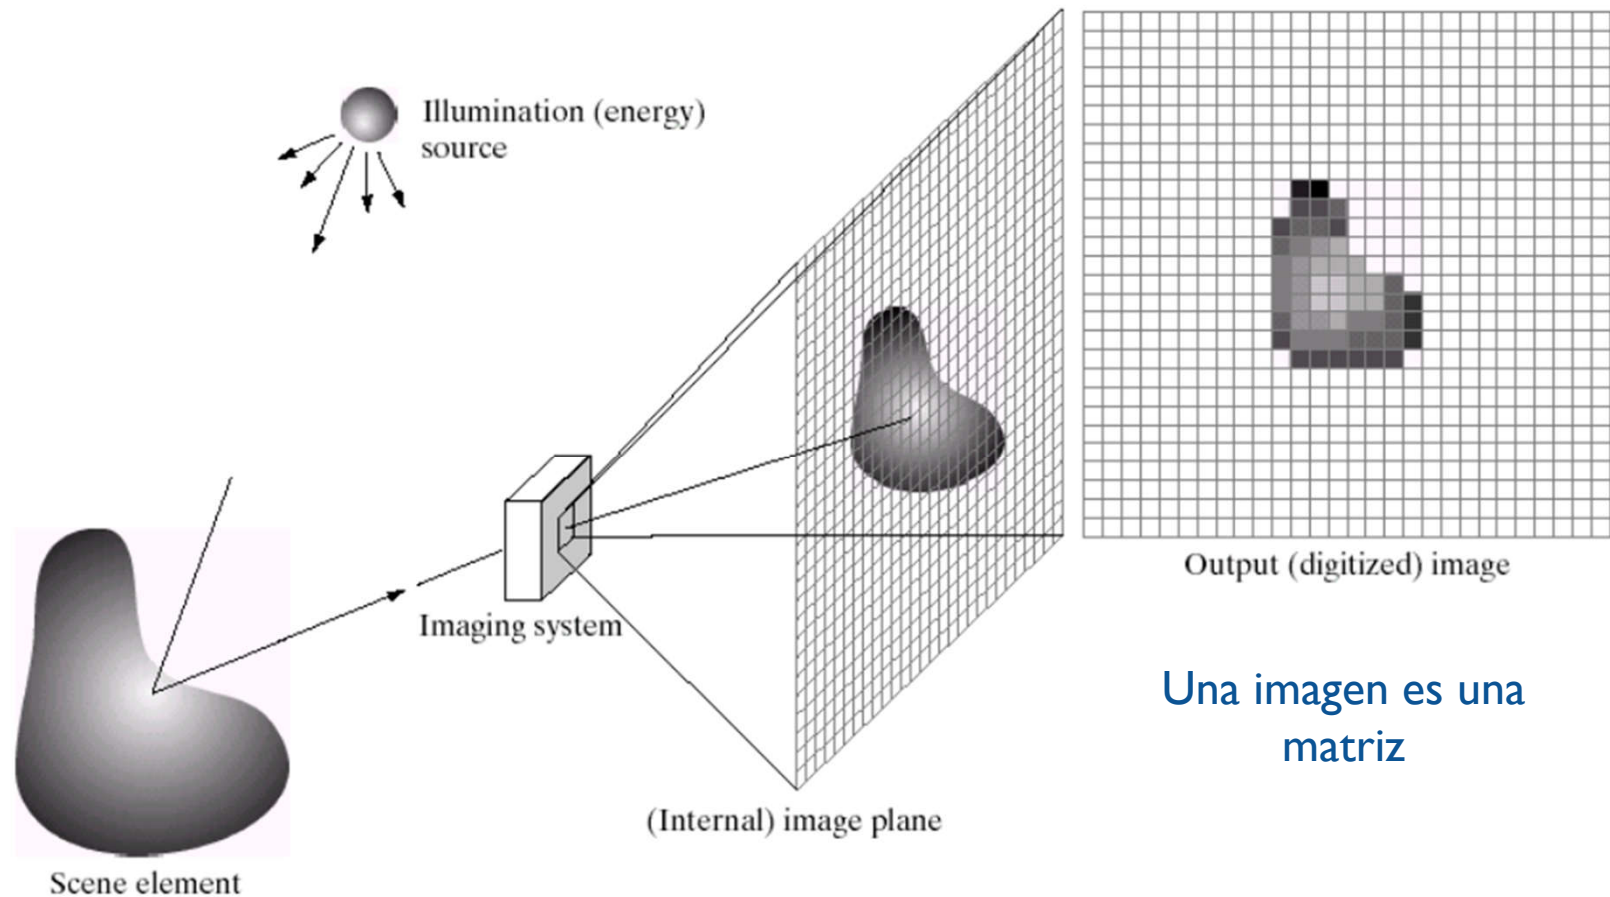 Illumination (energy)
source
Output (digitized) image
Imaging system
Una imagen es una
matriz
(Internal) image plane
Scene element